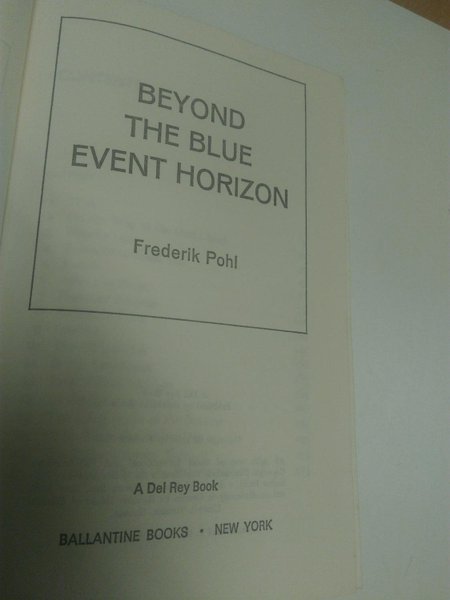 BEYOND
THE BLUE
EVENT HORIZON
Frederik Pohl
A Del Rey Book
BALLANTINE BOOKS • NEW YORK